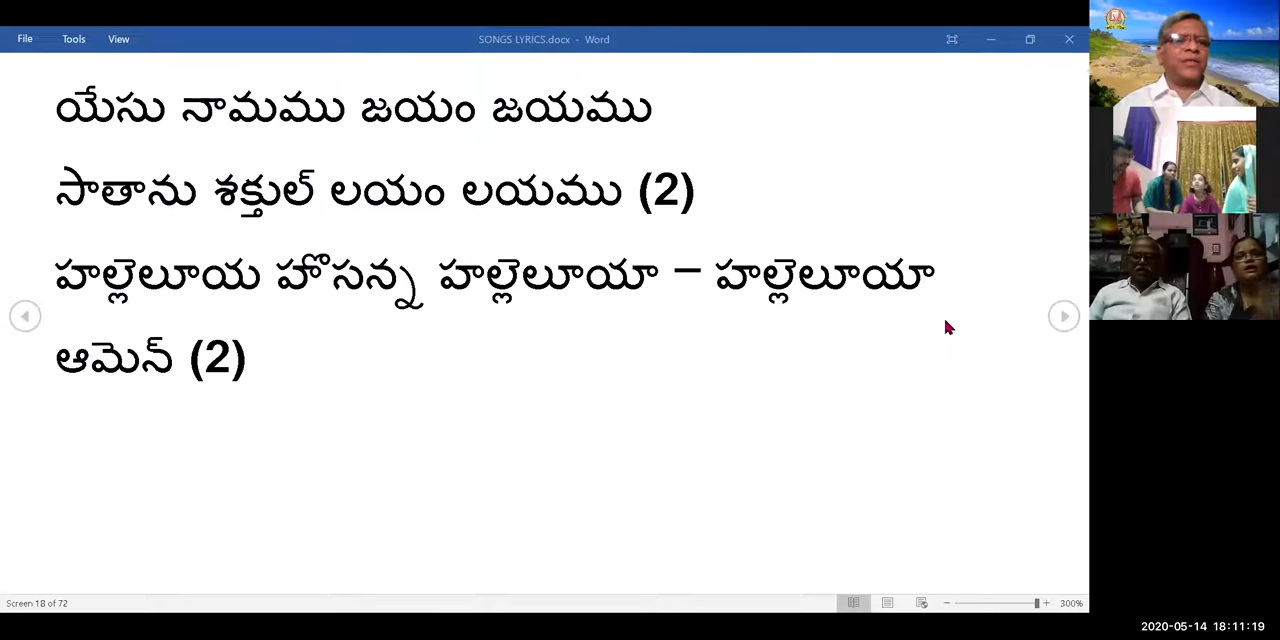 File Tools View SONGS LYRICS.docx - Word
యేసు నామము జయం జయము
సాతాను శక్తుల్ లయం లయము (2)
హల్లెలూయ హొసన్న హల్లెలూయా – హల్లెలూయా
ఆమెన్ (2)
Screen 18 of 72 300%
2020-05-14 18:11:19